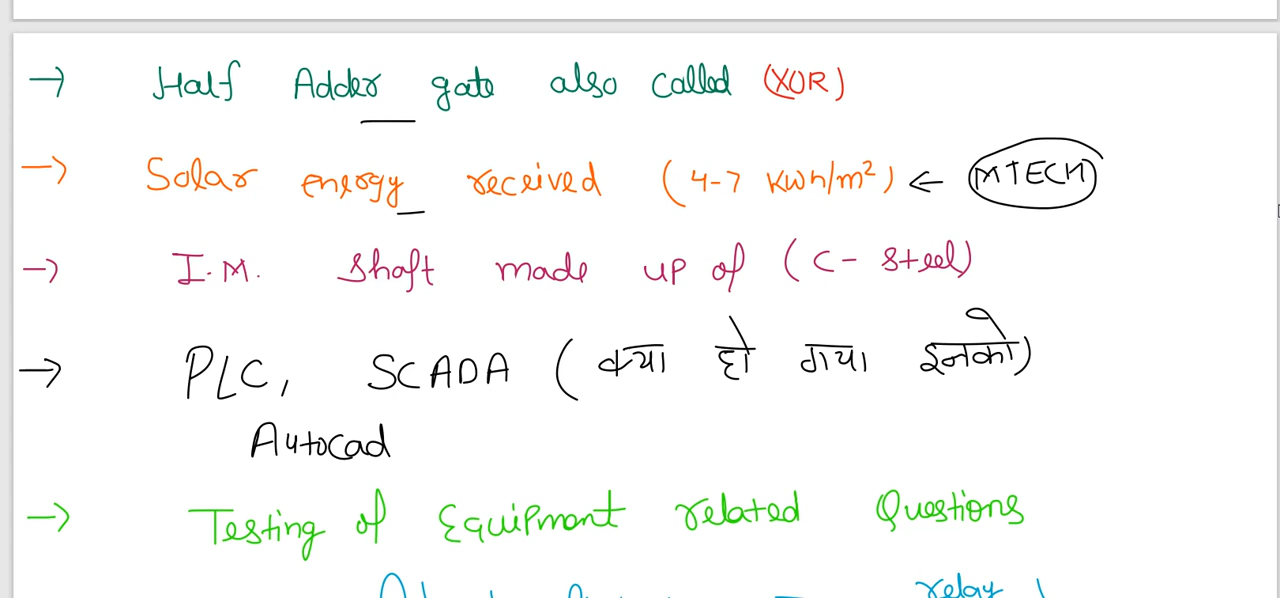 → Half Adder gate also called (XOR)
→ Solar energy received (4-7 kwh/m²) ← MTECH
→ I.M. shaft made up of (C-steel)
→ PLC, SCADA (क्या हो गया इनको)
Autocad
→ Testing of Equipment related Questions
relay